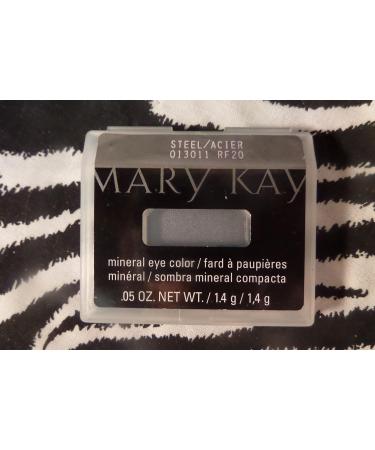 STEEL/ACIER
013011 RF20
MARY KAY
mineral eye color / fard à paupières
minéral / sombra mineral compacta
.05 OZ. NET WT. / 1.4 g / 1,4 g